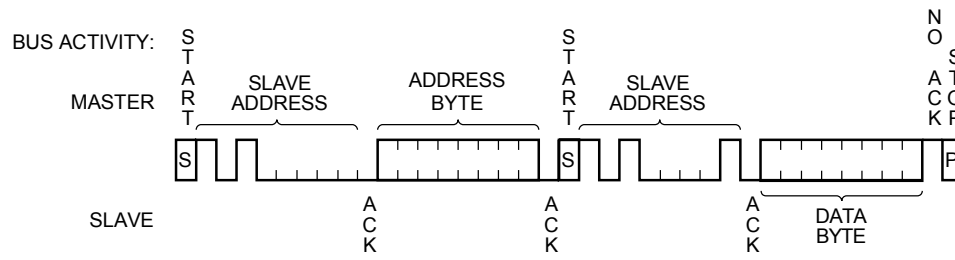 BUS ACTIVITY:
MASTER
START
SLAVE
ADDRESS
ADDRESS
BYTE
START
SLAVE
ADDRESS
NO ACK
STOP
S
S
P
SLAVE
ACK
ACK
ACK
DATA
BYTE